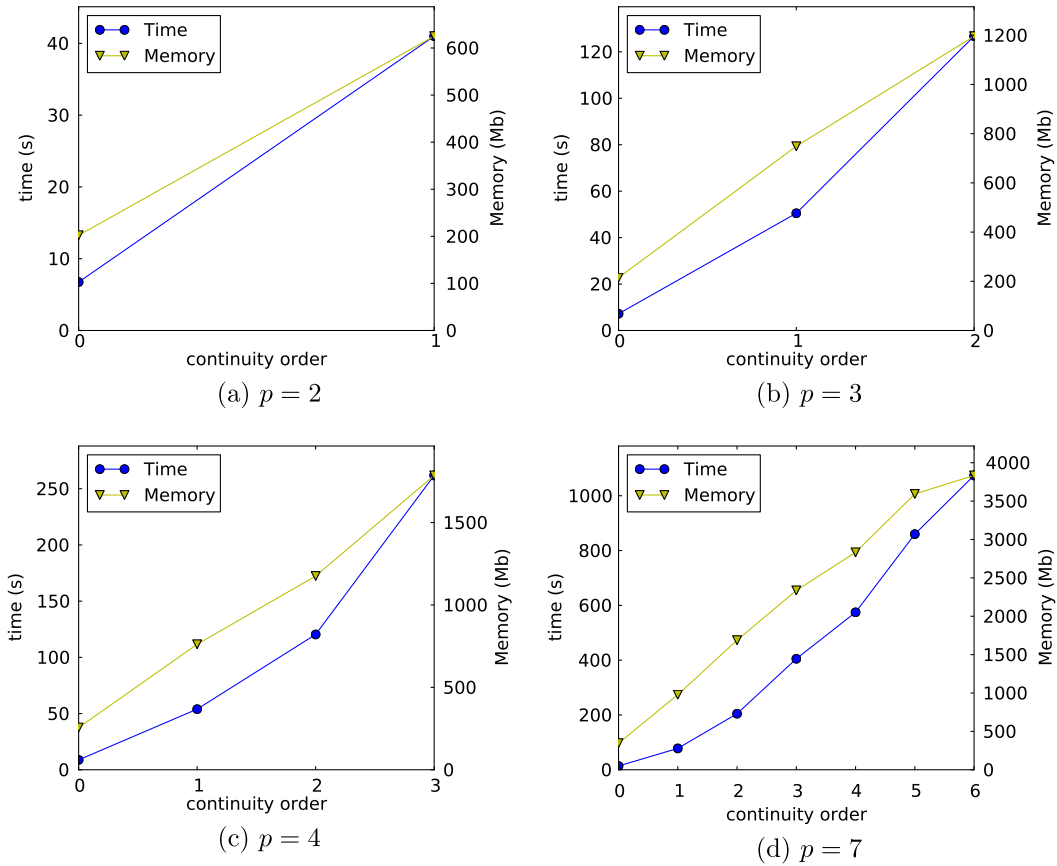 Time
Memory
40
30
20
10
0
time (s)
600
500
400
300
200
100
0
Memory (Mb)
0
1
continuity order
(a) p = 2
Time
Memory
120
100
80
60
40
20
0
time (s)
1200
1000
800
600
400
200
0
Memory (Mb)
0
1
2
continuity order
(b) p = 3
Time
Memory
250
200
150
100
50
0
time (s)
1500
1000
500
0
Memory (Mb)
0
1
2
3
continuity order
(c) p = 4
Time
Memory
1000
800
600
400
200
0
time (s)
4000
3500
3000
2500
2000
1500
1000
500
0
Memory (Mb)
0
1
2
3
4
5
6
continuity order
(d) p = 7